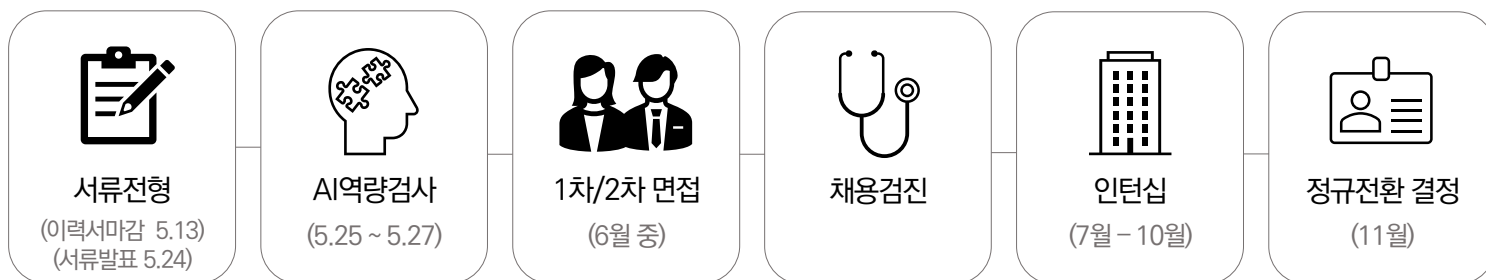 서류전형
(이력서마감 5.13)
(서류발표 5.24)
AI역량검사
(5.25 ~ 5.27)
1차/2차 면접
(6월 중)
채용검진
인턴십
(7월 – 10월)
정규전환 결정
(11월)